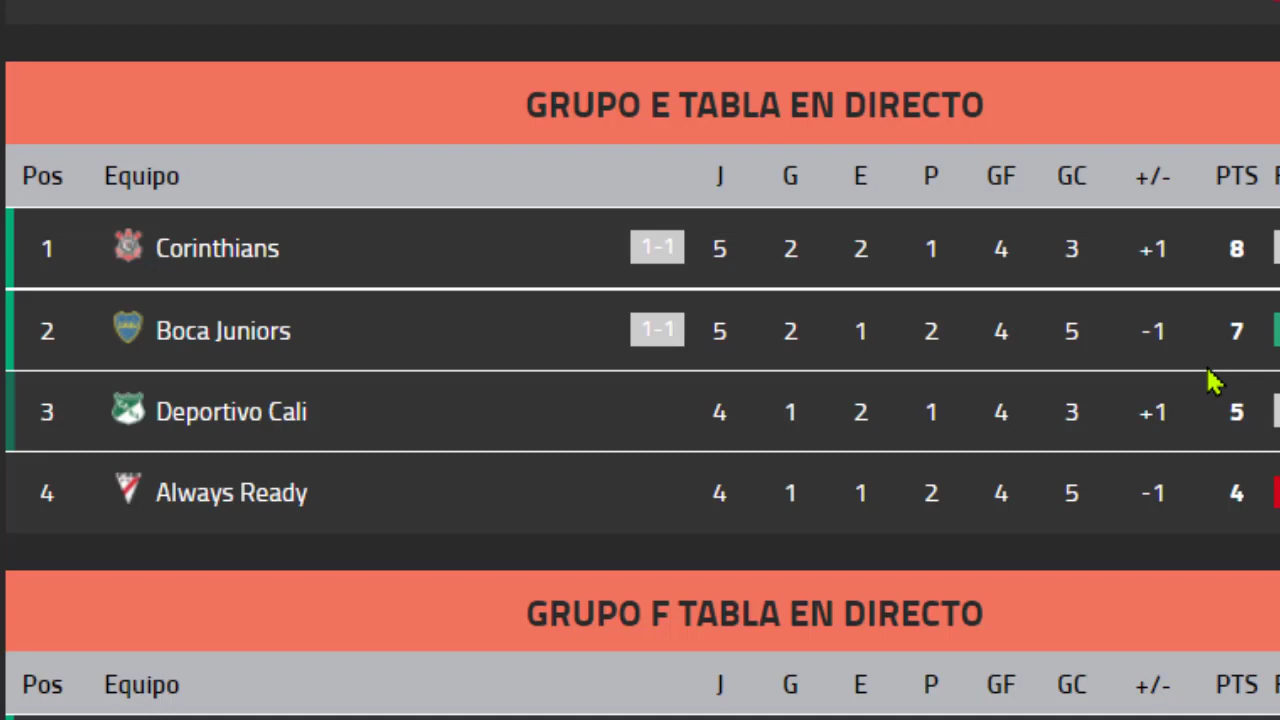 GRUPO E TABLA EN DIRECTO
Pos Equipo J G E P GF GC +/- PTS
1 Corinthians 1-1 5 2 2 1 4 3 +1 8
2 Boca Juniors 1-1 5 2 1 2 4 5 -1 7
3 Deportivo Cali 4 1 2 1 4 3 +1 5
4 Always Ready 4 1 1 2 4 5 -1 4
GRUPO F TABLA EN DIRECTO
Pos Equipo J G E P GF GC +/- PTS